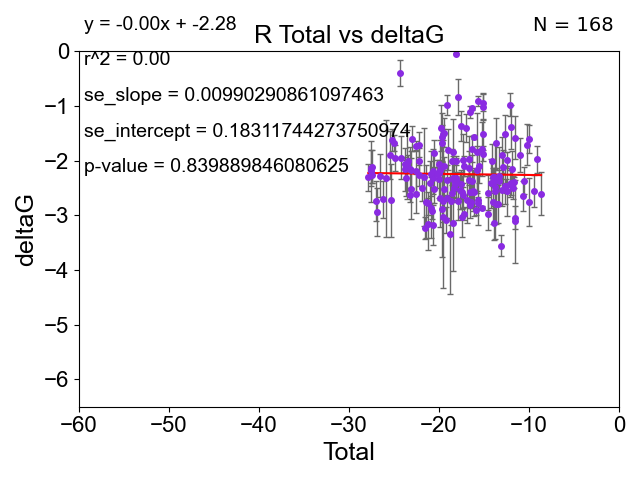 y = -0.00x + -2.28
N = 168
R Total vs deltaG
r^2 = 0.00
se_slope = 0.00990290861097463
se_intercept = 0.18311744273750974
p-value = 0.839889846080625
deltaG
0
−1
−2
−3
−4
−5
−6
−60
−50
−40
−30
−20
−10
0
Total